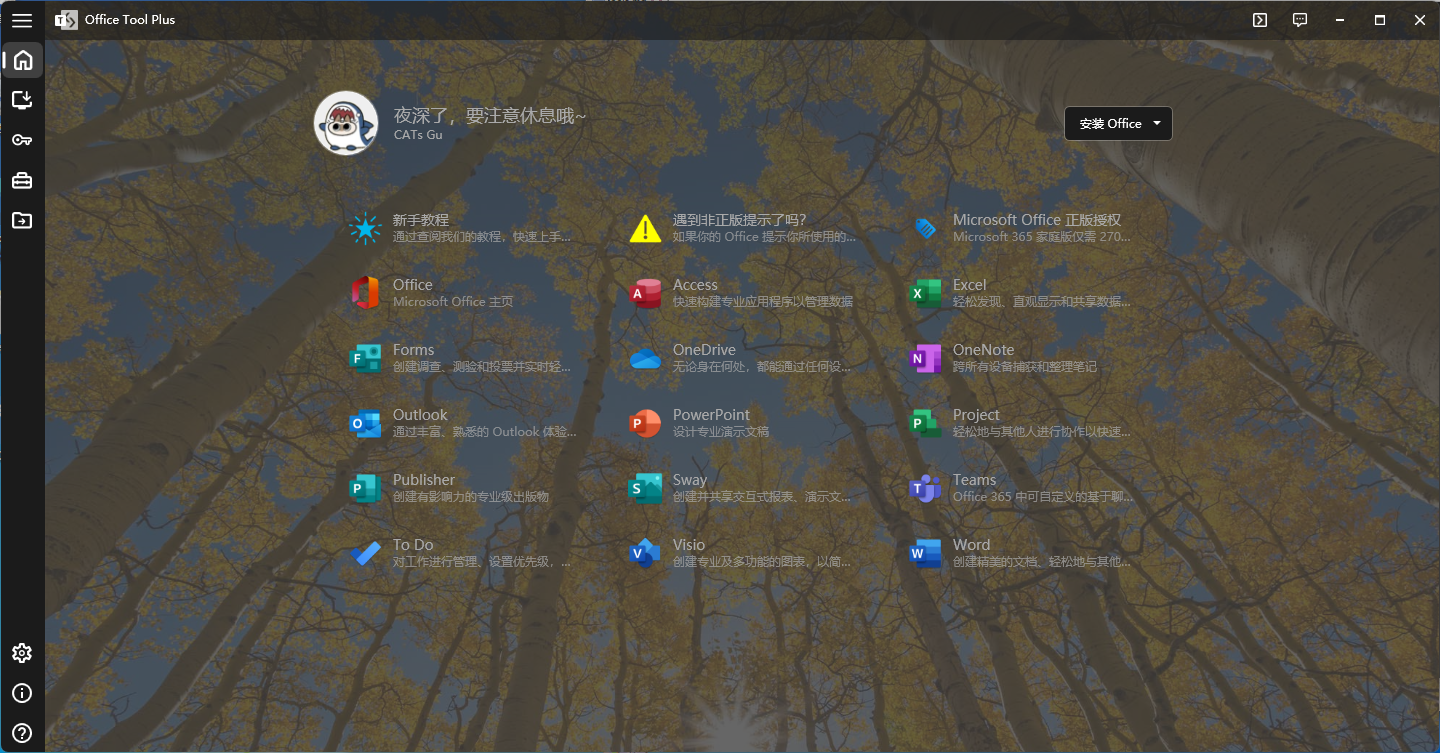 Office Tool Plus
夜深了，要注意休息哦~
CATs Gu
安装 Office
新手教程
通过查阅我们的教程，快速上手...
遇到非正版提示了吗?
如果你的 Office 提示你所使用的...
Microsoft Office 正版授权
Microsoft 365 家庭版仅需 270...
Office
Microsoft Office 主页
Access
快速构建专业应用程序以管理数据
Excel
轻松发现、直观显示和共享数据...
Forms
创建调查、测验和投票并实时轻...
OneDrive
无论身在何处，都能通过任何设...
OneNote
跨所有设备捕获和整理笔记
Outlook
通过丰富、熟悉的 Outlook 体验...
PowerPoint
设计专业演示文稿
Project
轻松地与其他人进行协作以快速...
Publisher
创建有影响力的专业级出版物
Sway
创建并共享交互式报表、演示文...
Teams
Office 365 中可自定义的基于聊...
To Do
对工作进行管理、设置优先级，...
Visio
创建专业及多功能的图表，以简...
Word
创建精美的文档、轻松地与其他...